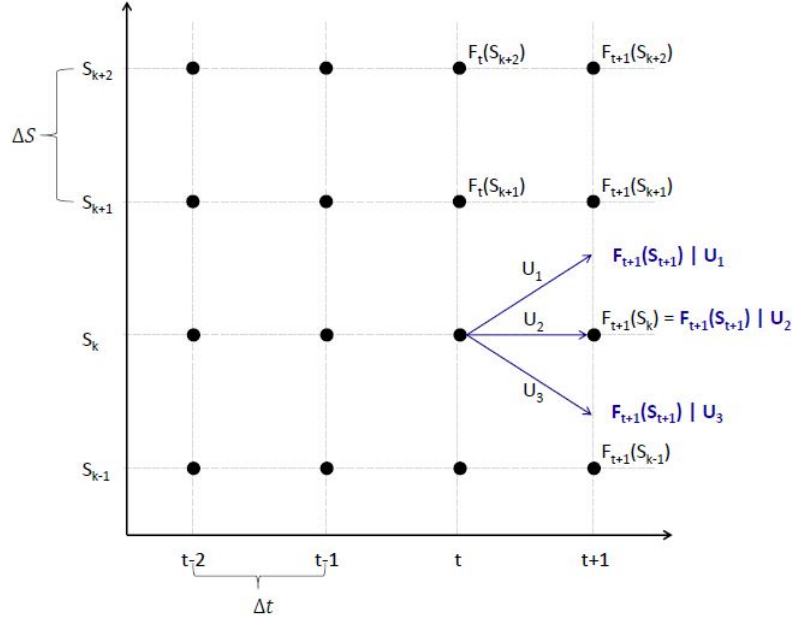 F_t(S_{k+2})
F_{t+1}(S_{k+2})
S_{k+2}
ΔS
F_t(S_{k+1})
F_{t+1}(S_{k+1})
S_{k+1}
U_1
F_{t+1}(S_{t+1}) | U_1
S_k
U_2
F_{t+1}(S_k) = F_{t+1}(S_{t+1}) | U_2
U_3
F_{t+1}(S_{t+1}) | U_3
F_{t+1}(S_{k-1})
S_{k-1}
t-2
t-1
t
t+1
Δt